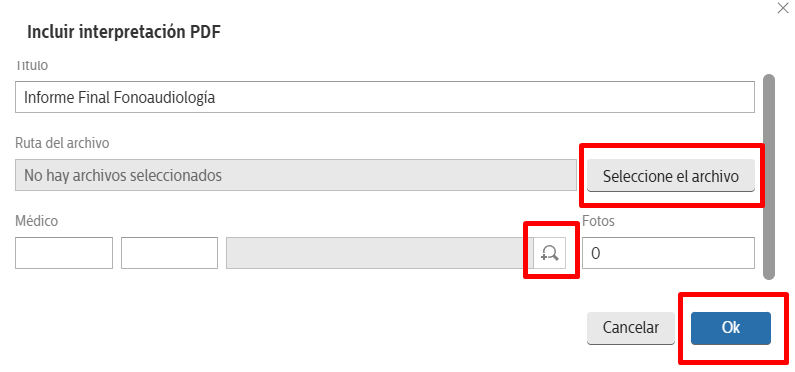 Incluir interpretación PDF
Título
Informe Final Fonoaudiología
Ruta del archivo
No hay archivos seleccionados
Seleccione el archivo
Médico
Fotos
0
Cancelar
Ok